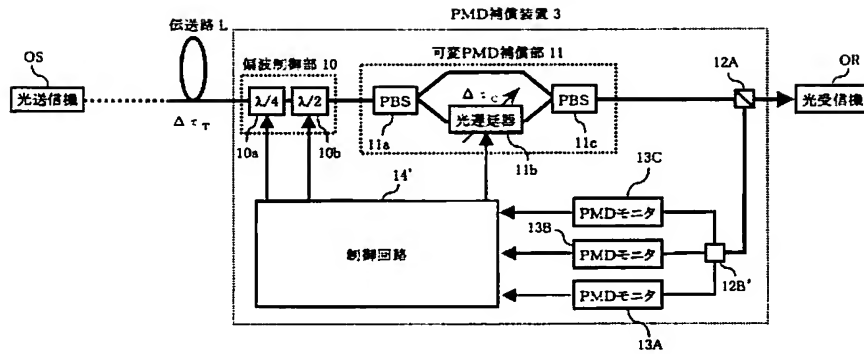 PMD補償装置 3
伝送路 L
可変PMD補償部 11
OS
偏波制御部 10
12A
OR
光送信機
λ/4
λ/2
PBS
Δτc
PBS
光受信機
ΔτT
光遅延器
10a
10b
11a
11b
11c
14'
13C
PMDモニタ
13B
制御回路
PMDモニタ
12B'
PMDモニタ
13A